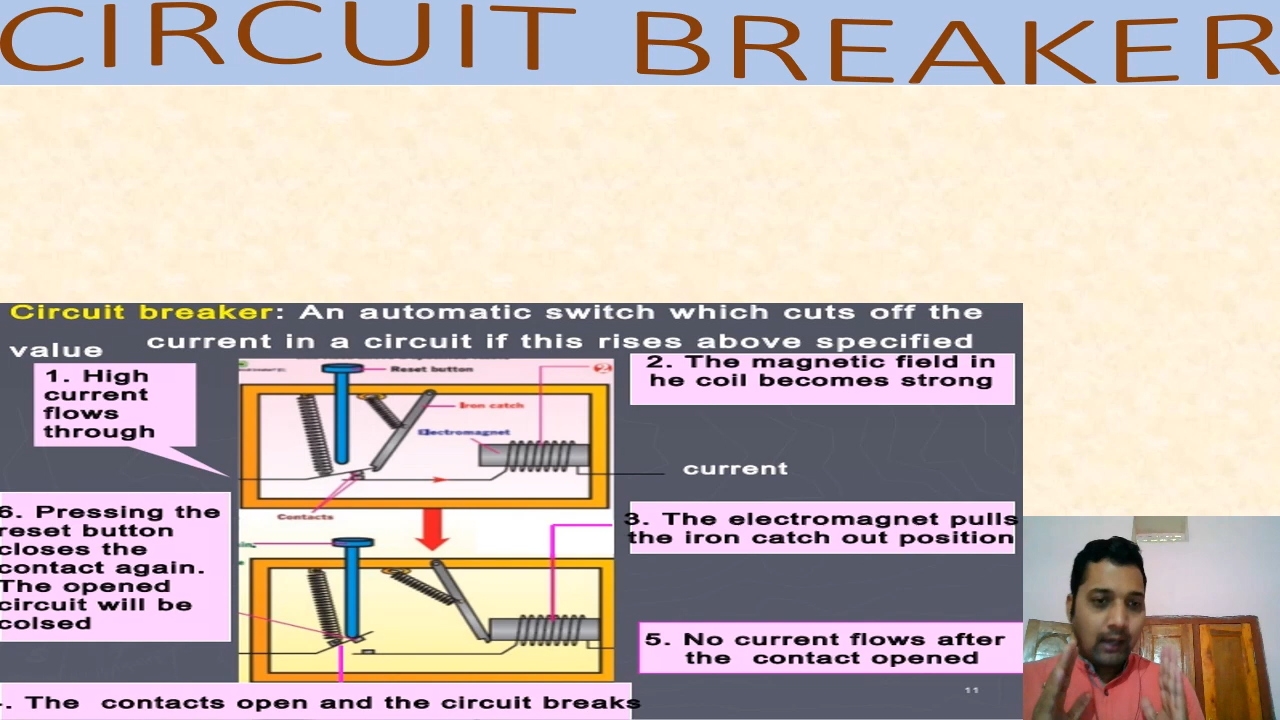 CIRCUIT BREAKER
Circuit breaker: An automatic switch which cuts off the
current in a circuit if this rises above specified
value
1. High
current
flows
through
Reset button
2
Iron catch
Electromagnet
Contacts
2. The magnetic field in
he coil becomes strong
current
6. Pressing the
reset button
closes the
contact again.
The opened
circuit will be
colsed
3. The electromagnet pulls
the iron catch out position
5. No current flows after
the contact opened
. The contacts open and the circuit breaks
11